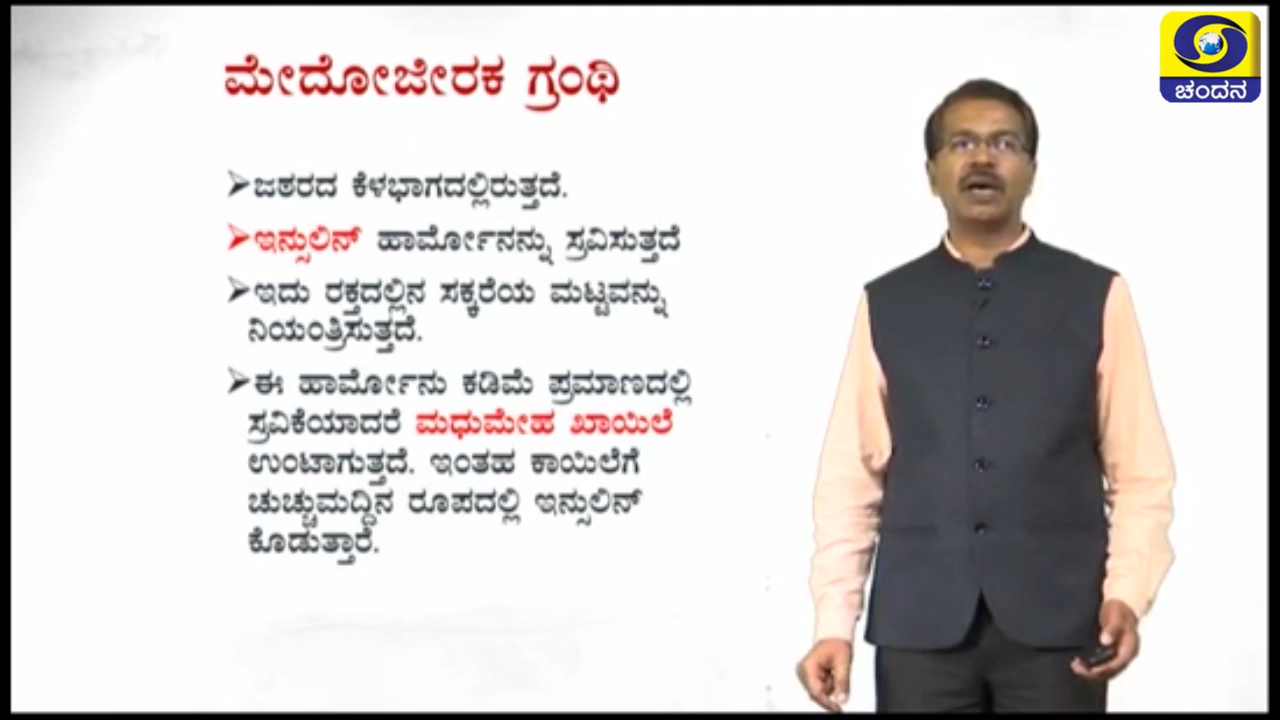 ಮೇದೋಜೀರಕ ಗ್ರಂಥಿ
ಚಂದನ
➢ಜಠರದ ಕೆಳಭಾಗದಲ್ಲಿರುತ್ತದೆ.
➢ಇನ್ಸುಲಿನ್ ಹಾರ್ಮೋನನ್ನು ಸ್ರವಿಸುತ್ತದೆ
➢ಇದು ರಕ್ತದಲ್ಲಿನ ಸಕ್ಕರೆಯ ಮಟ್ಟವನ್ನು
ನಿಯಂತ್ರಿಸುತ್ತದೆ.
➢ಈ ಹಾರ್ಮೋನು ಕಡಿಮೆ ಪ್ರಮಾಣದಲ್ಲಿ
ಸ್ರವಿಕೆಯಾದರೆ ಮಧುಮೇಹ ಖಾಯಿಲೆ
ಉಂಟಾಗುತ್ತದೆ. ಇಂತಹ ಕಾಯಿಲೆಗೆ
ಚುಚ್ಚುಮದ್ದಿನ ರೂಪದಲ್ಲಿ ಇನ್ಸುಲಿನ್
ಕೊಡುತ್ತಾರೆ.